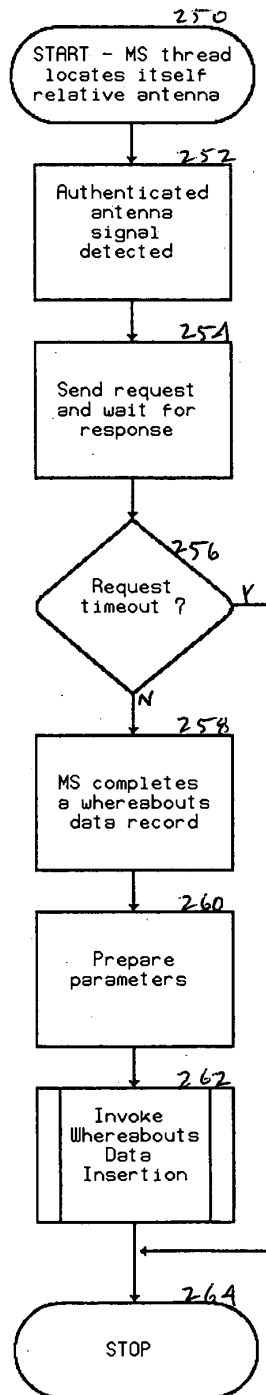 250
START - MS thread
locates itself
relative antenna
252
Authenticated
antenna
signal
detected
254
Send request
and wait for
response
256
Request
timeout ?
Y
N
258
MS completes
a whereabouts
data record
260
Prepare
parameters
262
Invoke
Whereabouts
Data
Insertion
264
STOP